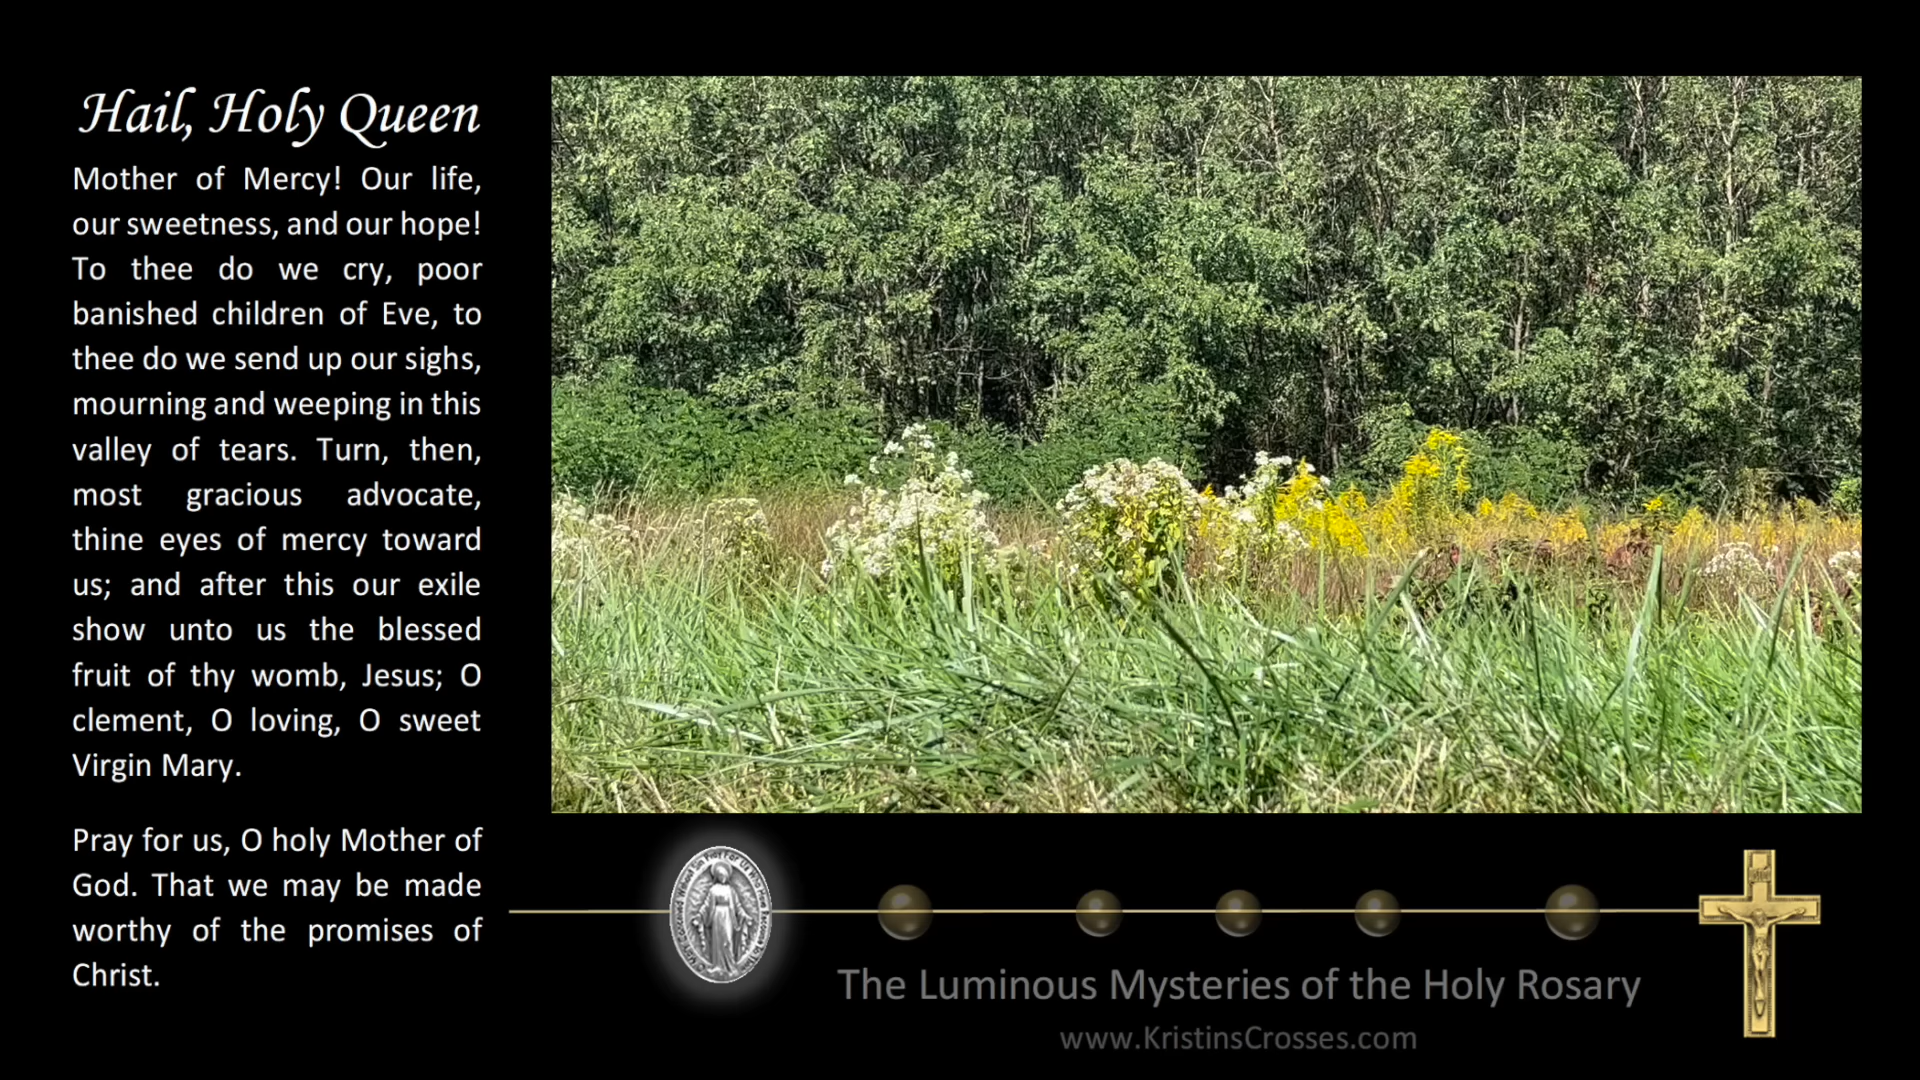 Hail, Holy Queen
Mother of Mercy! Our life,
our sweetness, and our hope!
To thee do we cry, poor
banished children of Eve, to
thee do we send up our sighs,
mourning and weeping in this
valley of tears. Turn, then,
most gracious advocate,
thine eyes of mercy toward
us; and after this our exile
show unto us the blessed
fruit of thy womb, Jesus; O
clement, O loving, O sweet
Virgin Mary.
Pray for us, O holy Mother of
God. That we may be made
worthy of the promises of
Christ.
The Luminous Mysteries of the Holy Rosary
www.KristinsCrosses.com